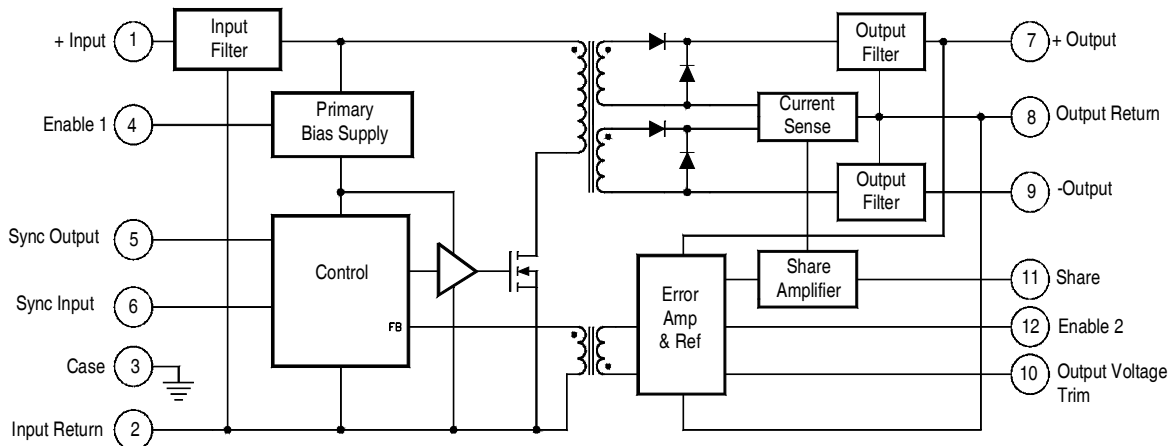 + Input
1
Input
Filter
Output
Filter
7
+ Output
Enable 1
4
Primary
Bias Supply
Current
Sense
8
Output Return
Output
Filter
9
-Output
Sync Output
5
Control
Share
Amplifier
11
Share
Sync Input
6
FB
Error
Amp
& Ref
12
Enable 2
Case
3
10
Output Voltage
Trim
Input Return
2